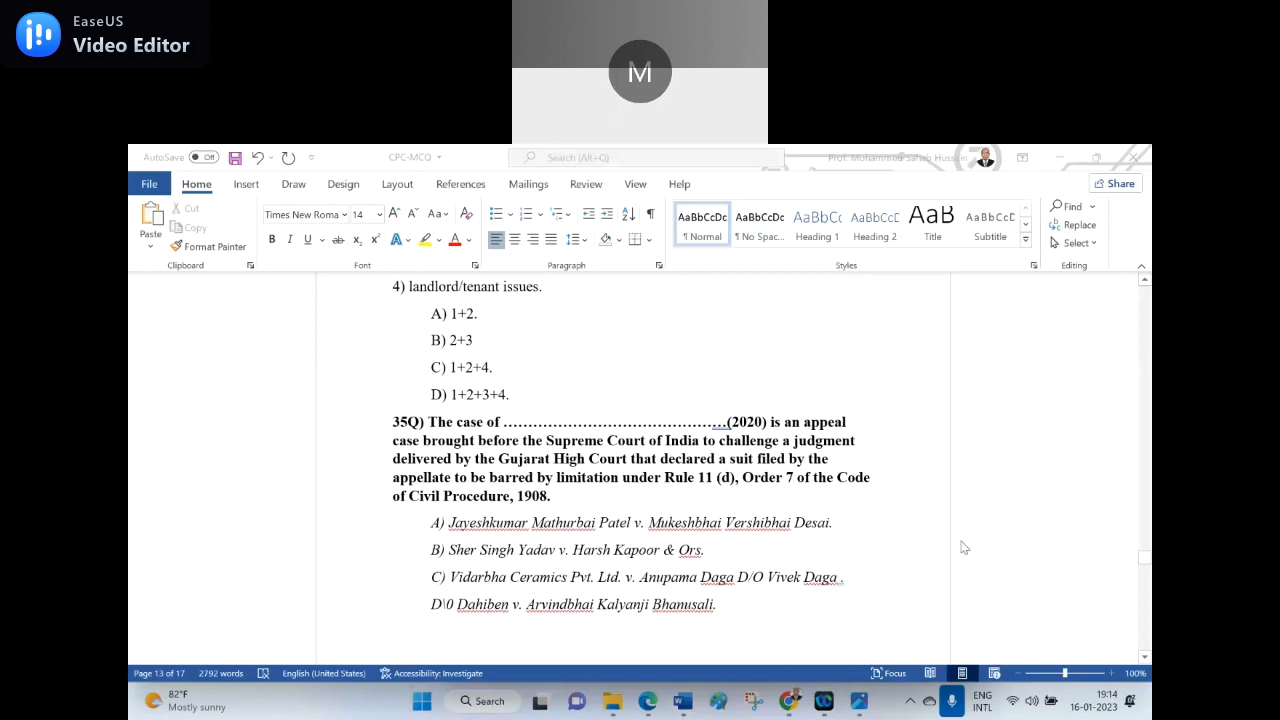 EaseUS
Video Editor
M
AutoSave Off
CPC-MCQ
Search (Alt+Q)
Prof. Mohammed Saheb Hussain
File Home Insert Draw Design Layout References Mailings Review View Help
Share
Paste
Cut
Copy
Format Painter
Clipboard
Times New Roma 14
A A Aa
B I U ab x₂ x² A A
Font
Paragraph
AaBbCcDc AaBbCcDc AaBbCc AaBbCcD AaB AaBbCcD
¶ Normal ¶ No Spac... Heading 1 Heading 2 Title Subtitle
Styles
Find
Replace
Select
Editing
4) landlord/tenant issues.
A) 1+2.
B) 2+3
C) 1+2+4.
D) 1+2+3+4.
35Q) The case of ………………………………………(2020) is an appeal
case brought before the Supreme Court of India to challenge a judgment
delivered by the Gujarat High Court that declared a suit filed by the
appellate to be barred by limitation under Rule 11 (d), Order 7 of the Code
of Civil Procedure, 1908.
A) Jayeshkumar Mathurbai Patel v. Mukeshbhai Vershibhai Desai.
B) Sher Singh Yadav v. Harsh Kapoor & Ors.
C) Vidarbha Ceramics Pvt. Ltd. v. Anupama Daga D/O Vivek Daga .
D\0 Dahiben v. Arvindbhai Kalyanji Bhanusali.
Page 13 of 17 2792 words English (United States) Accessibility: Investigate
Focus
100%
82°F
Mostly sunny
Search
ENG
INTL
19:14
16-01-2023